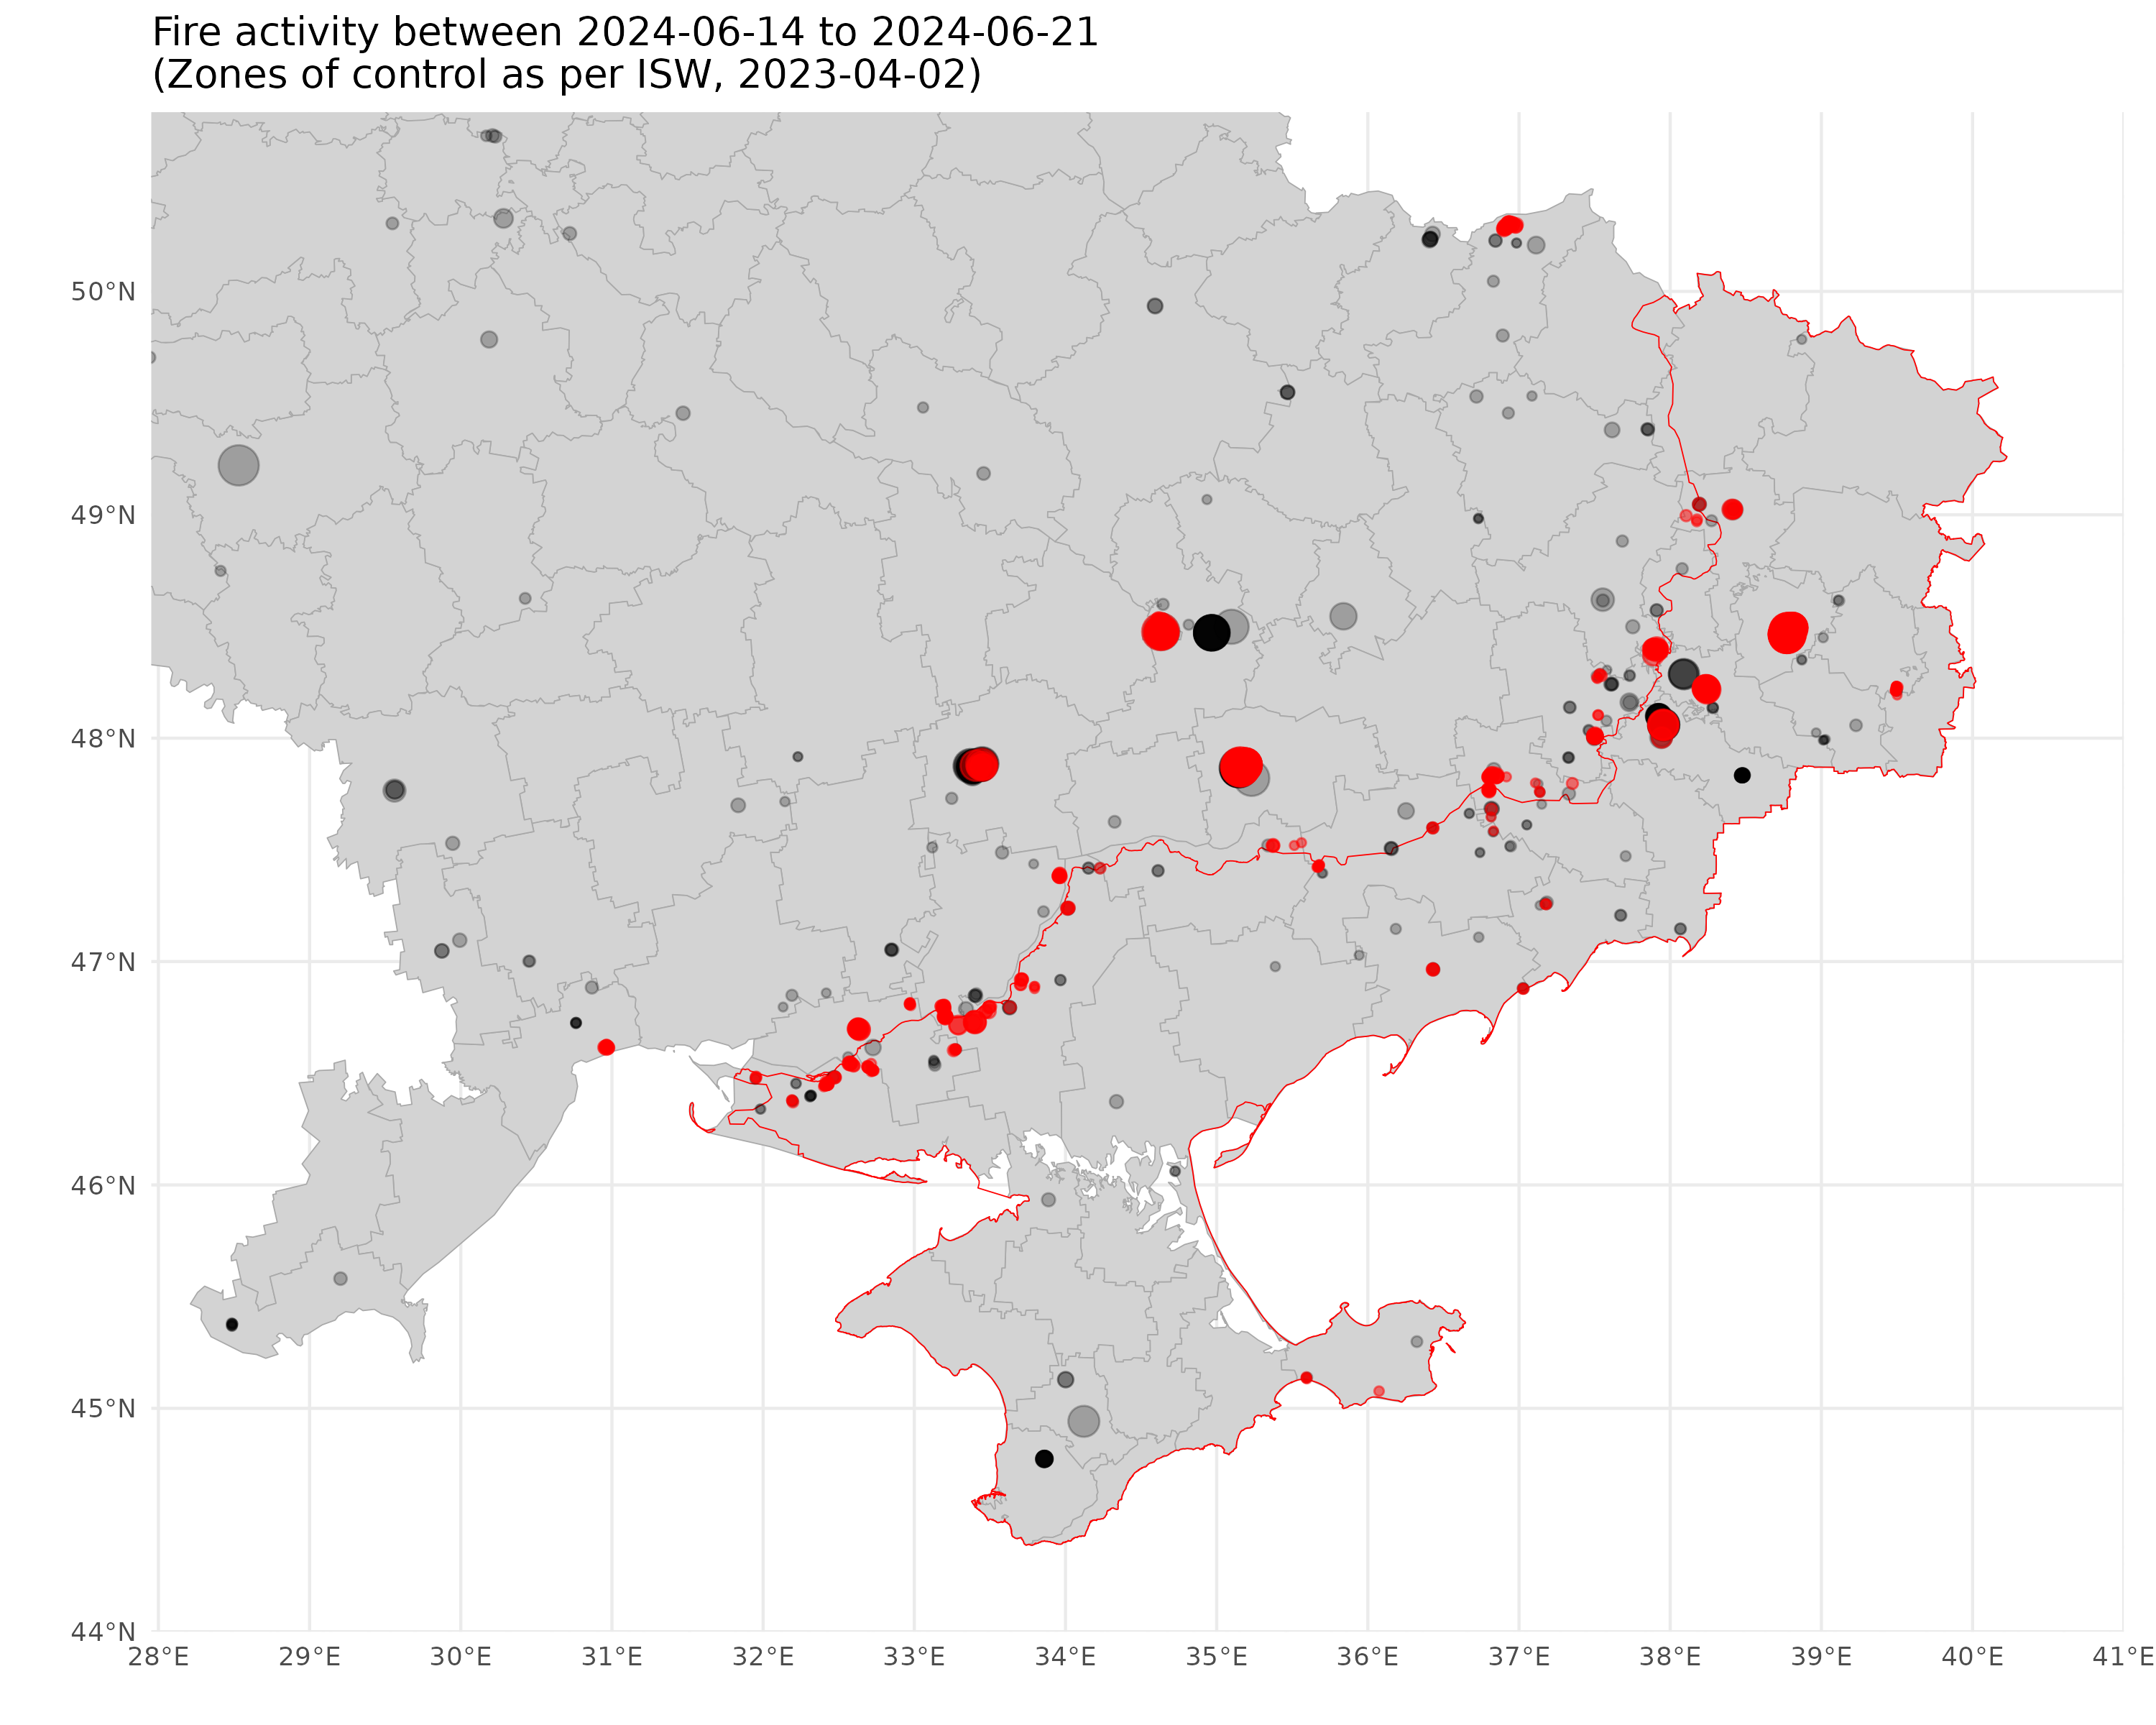 Fire activity between 2024-06-14 to 2024-06-21
(Zones of control as per ISW, 2023-04-02)
50°N
49°N
48°N
47°N
46°N
45°N
44°N
28°E 29°E 30°E 31°E 32°E 33°E 34°E 35°E 36°E 37°E 38°E 39°E 40°E 41°E